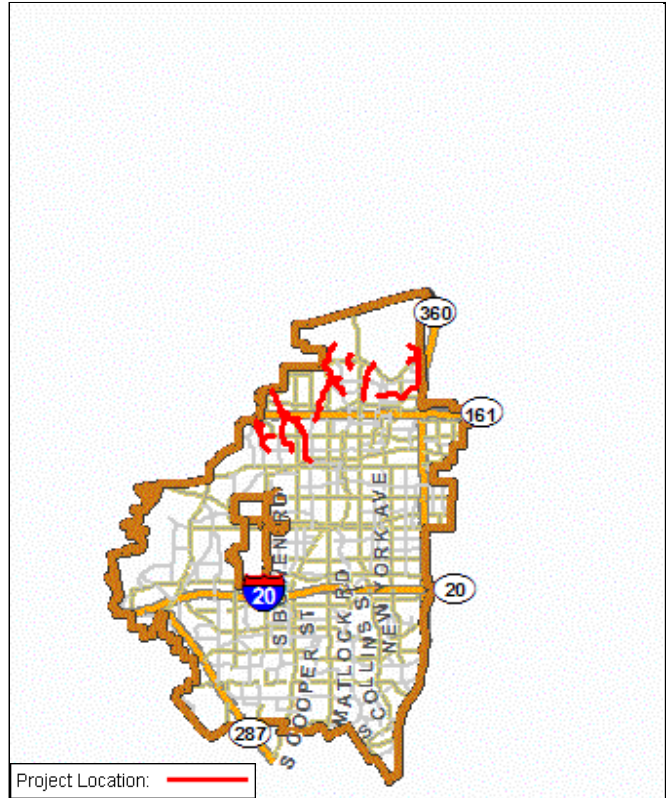 360
161
20
20
287
S BOWEN RD
S COOPER ST
MATLOCK RD
S COLLINS ST
NEW YORK AVE
Project Location: